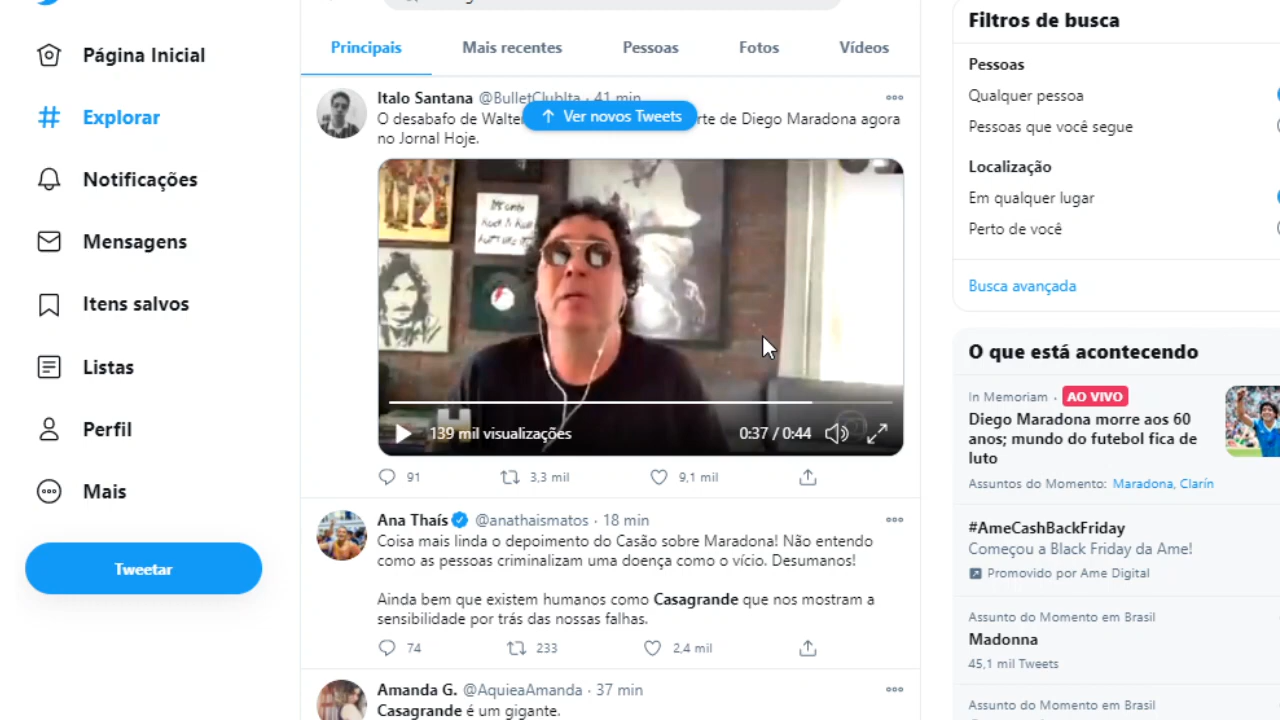 Página Inicial
Explorar
Notificações
Mensagens
Itens salvos
Listas
Perfil
Mais
Tweetar
Principais
Mais recentes
Pessoas
Fotos
Vídeos
Italo Santana @BulletClubIta · 41 min
O desabafo de Walter
rte de Diego Maradona agora
no Jornal Hoje.
↑ Ver novos Tweets
139 mil visualizações
0:37 / 0:44
91
3,3 mil
9,1 mil
Ana Thaís @anathaismatos · 18 min
Coisa mais linda o depoimento do Casão sobre Maradona! Não entendo
como as pessoas criminalizam uma doença como o vício. Desumanos!
Ainda bem que existem humanos como Casagrande que nos mostram a
sensibilidade por trás das nossas falhas.
74
233
2,4 mil
Amanda G. @AquieaAmanda · 37 min
Casagrande é um gigante.
Filtros de busca
Pessoas
Qualquer pessoa
Pessoas que você segue
Localização
Em qualquer lugar
Perto de você
Busca avançada
O que está acontecendo
In Memoriam · AO VIVO
Diego Maradona morre aos 60
anos; mundo do futebol fica de
luto
Assuntos do Momento: Maradona, Clarín
#AmeCashBackFriday
Começou a Black Friday da Ame!
Promovido por Ame Digital
Assunto do Momento em Brasil
Madonna
45,1 mil Tweets
Assunto do Momento em Brasil